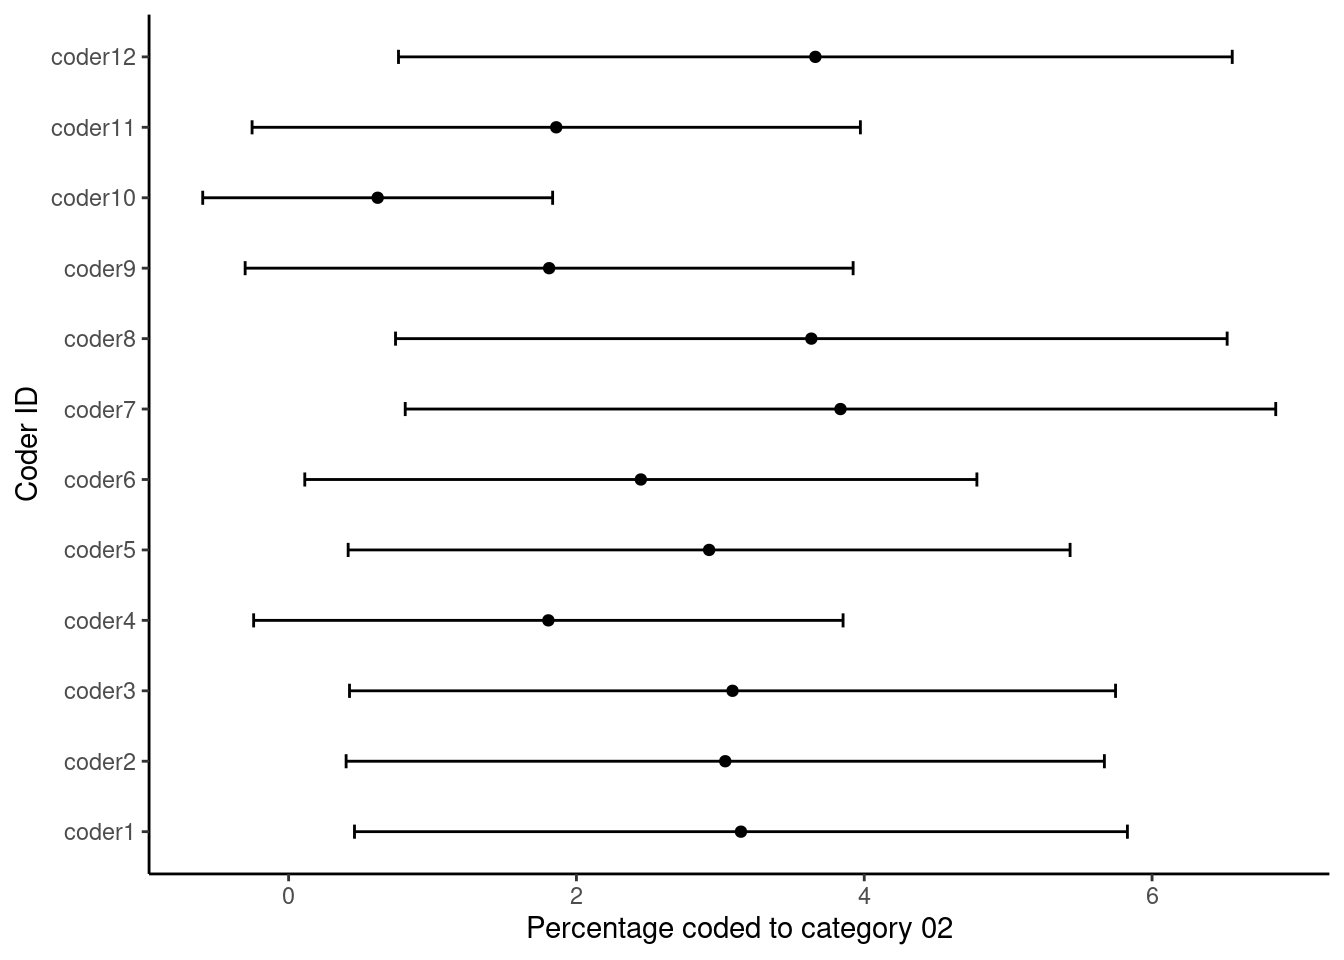 coder12
coder11
coder10
coder9
coder8
coder7
coder6
coder5
coder4
coder3
coder2
coder1
Coder ID
0 2 4 6
Percentage coded to category 02